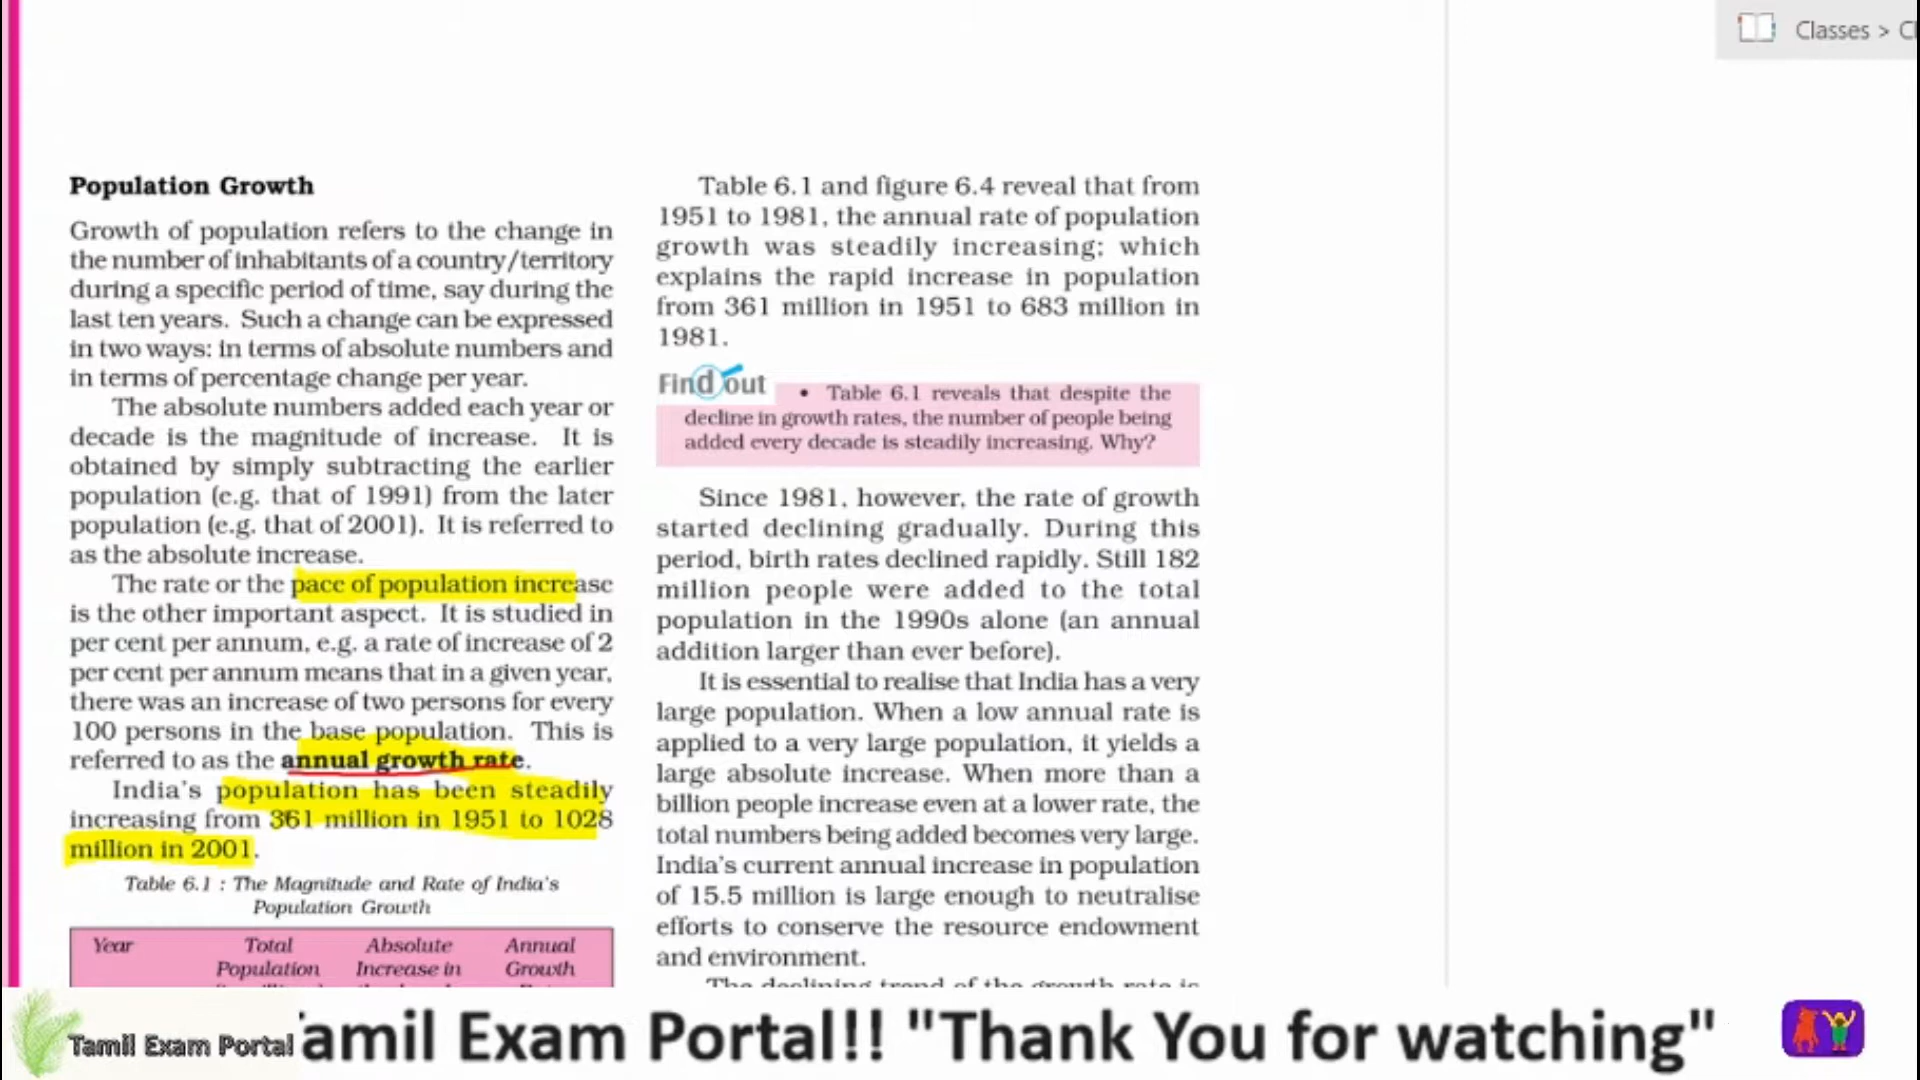 Classes >
Population Growth
Growth of population refers to the change in
the number of inhabitants of a country/territory
during a specific period of time, say during the
last ten years. Such a change can be expressed
in two ways: in terms of absolute numbers and
in terms of percentage change per year.
The absolute numbers added each year or
decade is the magnitude of increase. It is
obtained by simply subtracting the earlier
population (e.g. that of 1991) from the later
population (e.g. that of 2001). It is referred to
as the absolute increase.
The rate or the pace of population increase
is the other important aspect. It is studied in
per cent per annum, e.g. a rate of increase of 2
per cent per annum means that in a given year,
there was an increase of two persons for every
100 persons in the base population. This is
referred to as the annual growth rate.
India's population has been steadily
increasing from 361 million in 1951 to 1028
million in 2001.
Table 6.1 : The Magnitude and Rate of India's
Population Growth
Year Total Absolute Annual
Population Increase in Growth
Table 6.1 and figure 6.4 reveal that from
1951 to 1981, the annual rate of population
growth was steadily increasing; which
explains the rapid increase in population
from 361 million in 1951 to 683 million in
1981.
Find out
• Table 6.1 reveals that despite the
decline in growth rates, the number of people being
added every decade is steadily increasing. Why?
Since 1981, however, the rate of growth
started declining gradually. During this
period, birth rates declined rapidly. Still 182
million people were added to the total
population in the 1990s alone (an annual
addition larger than ever before).
It is essential to realise that India has a very
large population. When a low annual rate is
applied to a very large population, it yields a
large absolute increase. When more than a
billion people increase even at a lower rate, the
total numbers being added becomes very large.
India's current annual increase in population
of 15.5 million is large enough to neutralise
efforts to conserve the resource endowment
and environment.
The declining trend of the growth rate is
Tamil Exam Portal
amil Exam Portal!! "Thank You for watching"